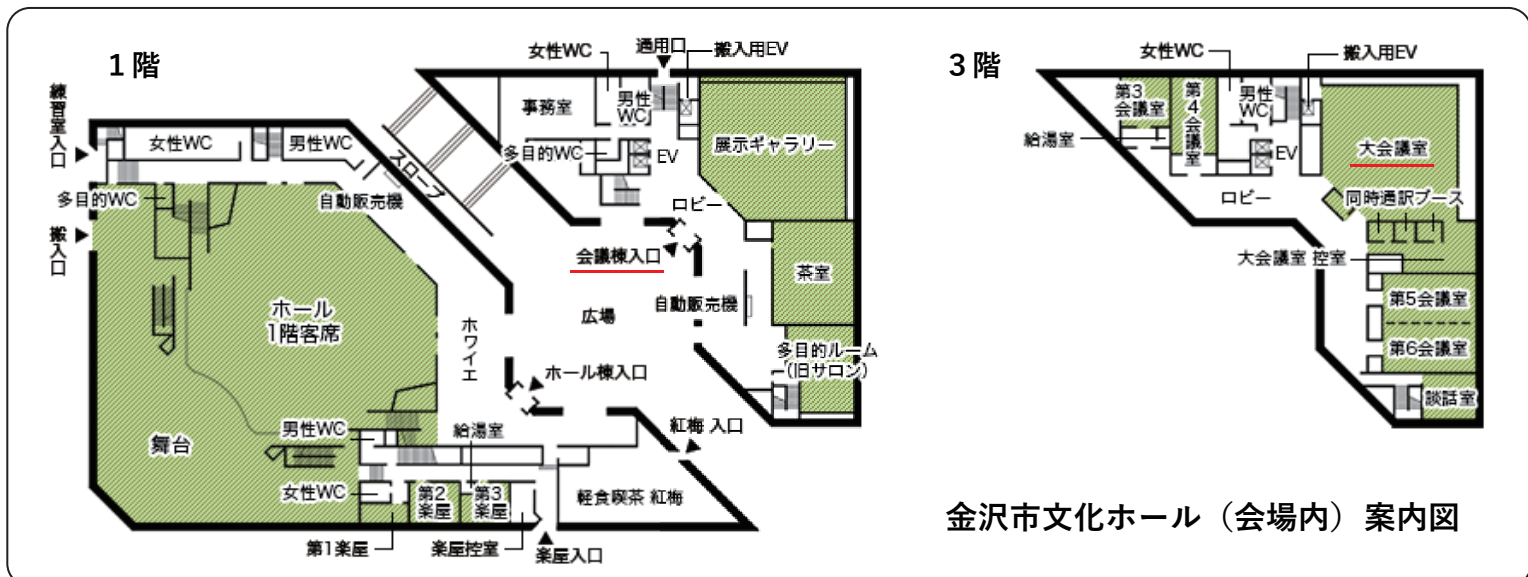 1階
練習室入口
搬入口
女性WC
男性WC
多目的WC
自動販売機
スロープ
ホール
1階客席
舞台
ホワイエ
男性WC
女性WC
給湯室
第1楽屋
第2
楽屋
第3
楽屋
楽屋控室
楽屋入口
軽食喫茶 紅梅
紅梅 入口
ホール棟入口
広場
会議棟入口
事務室
女性WC
男性
WC
通用口
搬入用EV
多目的WC
EV
ロビー
展示ギャラリー
茶室
自動販売機
多目的ルーム
(旧サロン)
3階
女性WC
搬入用EV
第3
会議室
第4会議室
男性
WC
給湯室
EV
ロビー
大会議室
同時通訳ブース
大会議室 控室
第5会議室
第6会議室
談話室
金沢市文化ホール（会場内）案内図